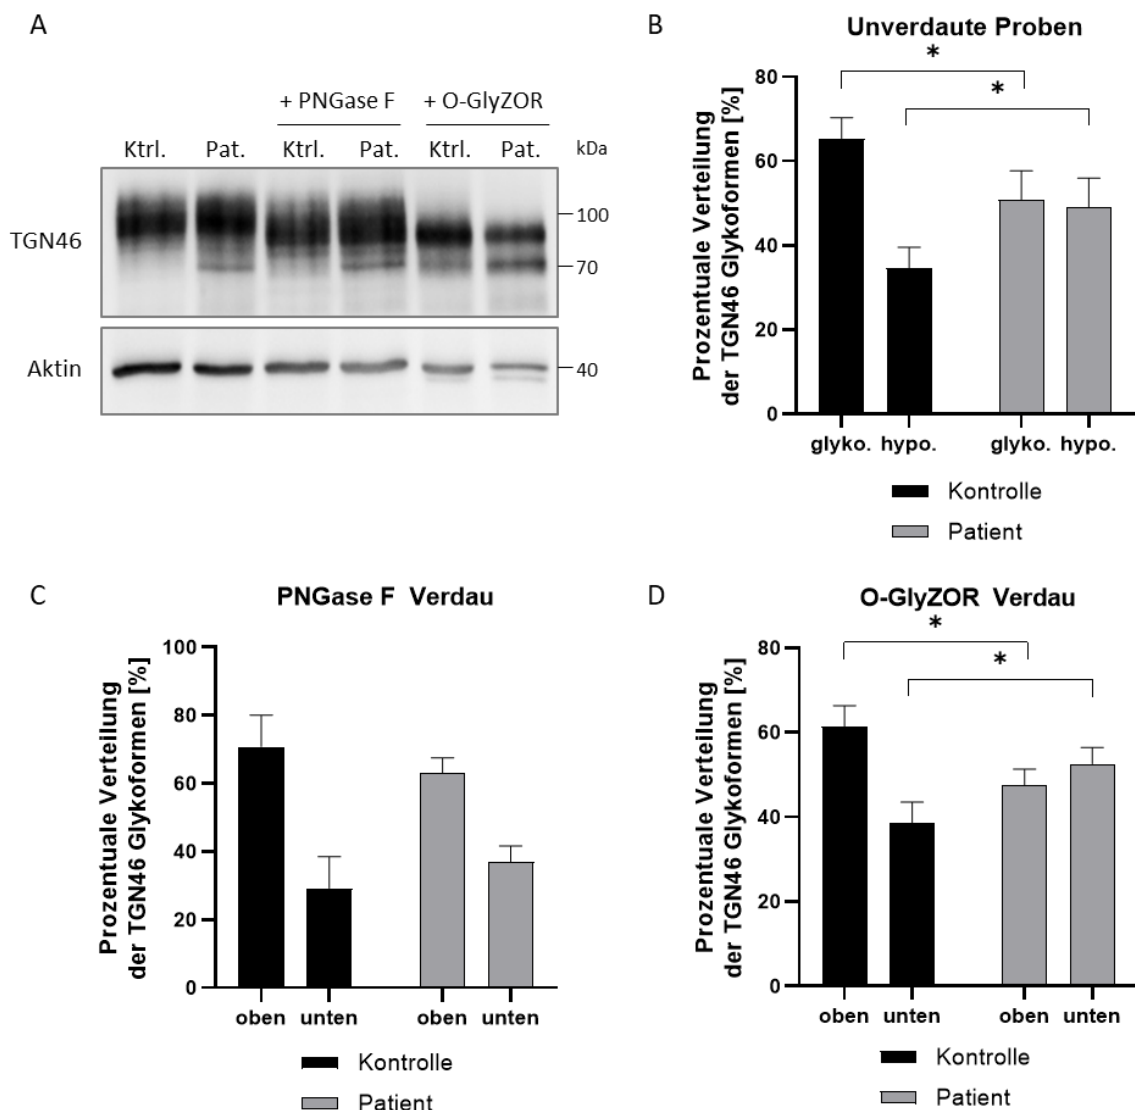 A
+ PNGase F + O-GlyZOR
Ktrl. Pat. Ktrl. Pat. Ktrl. Pat. kDa
TGN46
100
70
Aktin
40
B
Unverdaute Proben
* *
Prozentuale Verteilung
der TGN46 Glykoformen [%]
80
60
40
20
0
glyko. hypo. glyko. hypo.
Kontrolle
Patient
C
PNGase F Verdau
Prozentuale Verteilung
der TGN46 Glykoformen [%]
100
80
60
40
20
0
oben unten oben unten
Kontrolle
Patient
D
O-GlyZOR Verdau
* *
Prozentuale Verteilung
der TGN46 Glykoformen [%]
80
60
40
20
0
oben unten oben unten
Kontrolle
Patient